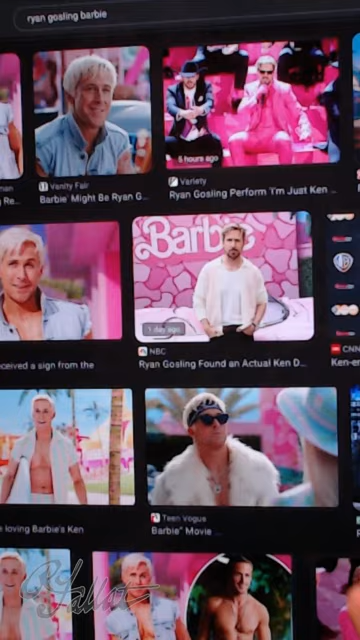 ryan gosling barbie
5 hours ago
Vanity Fair
Variety
'Barbie' Might Be Ryan G...
Ryan Gosling Perform 'I'm Just Ken ...
Barbie
1 day ago
NBC
CNN
eceived a sign from the
Ryan Gosling Found an Actual Ken D...
Ken-er
Teen Vogue
e loving Barbie's Ken
Barbie" Movie ...